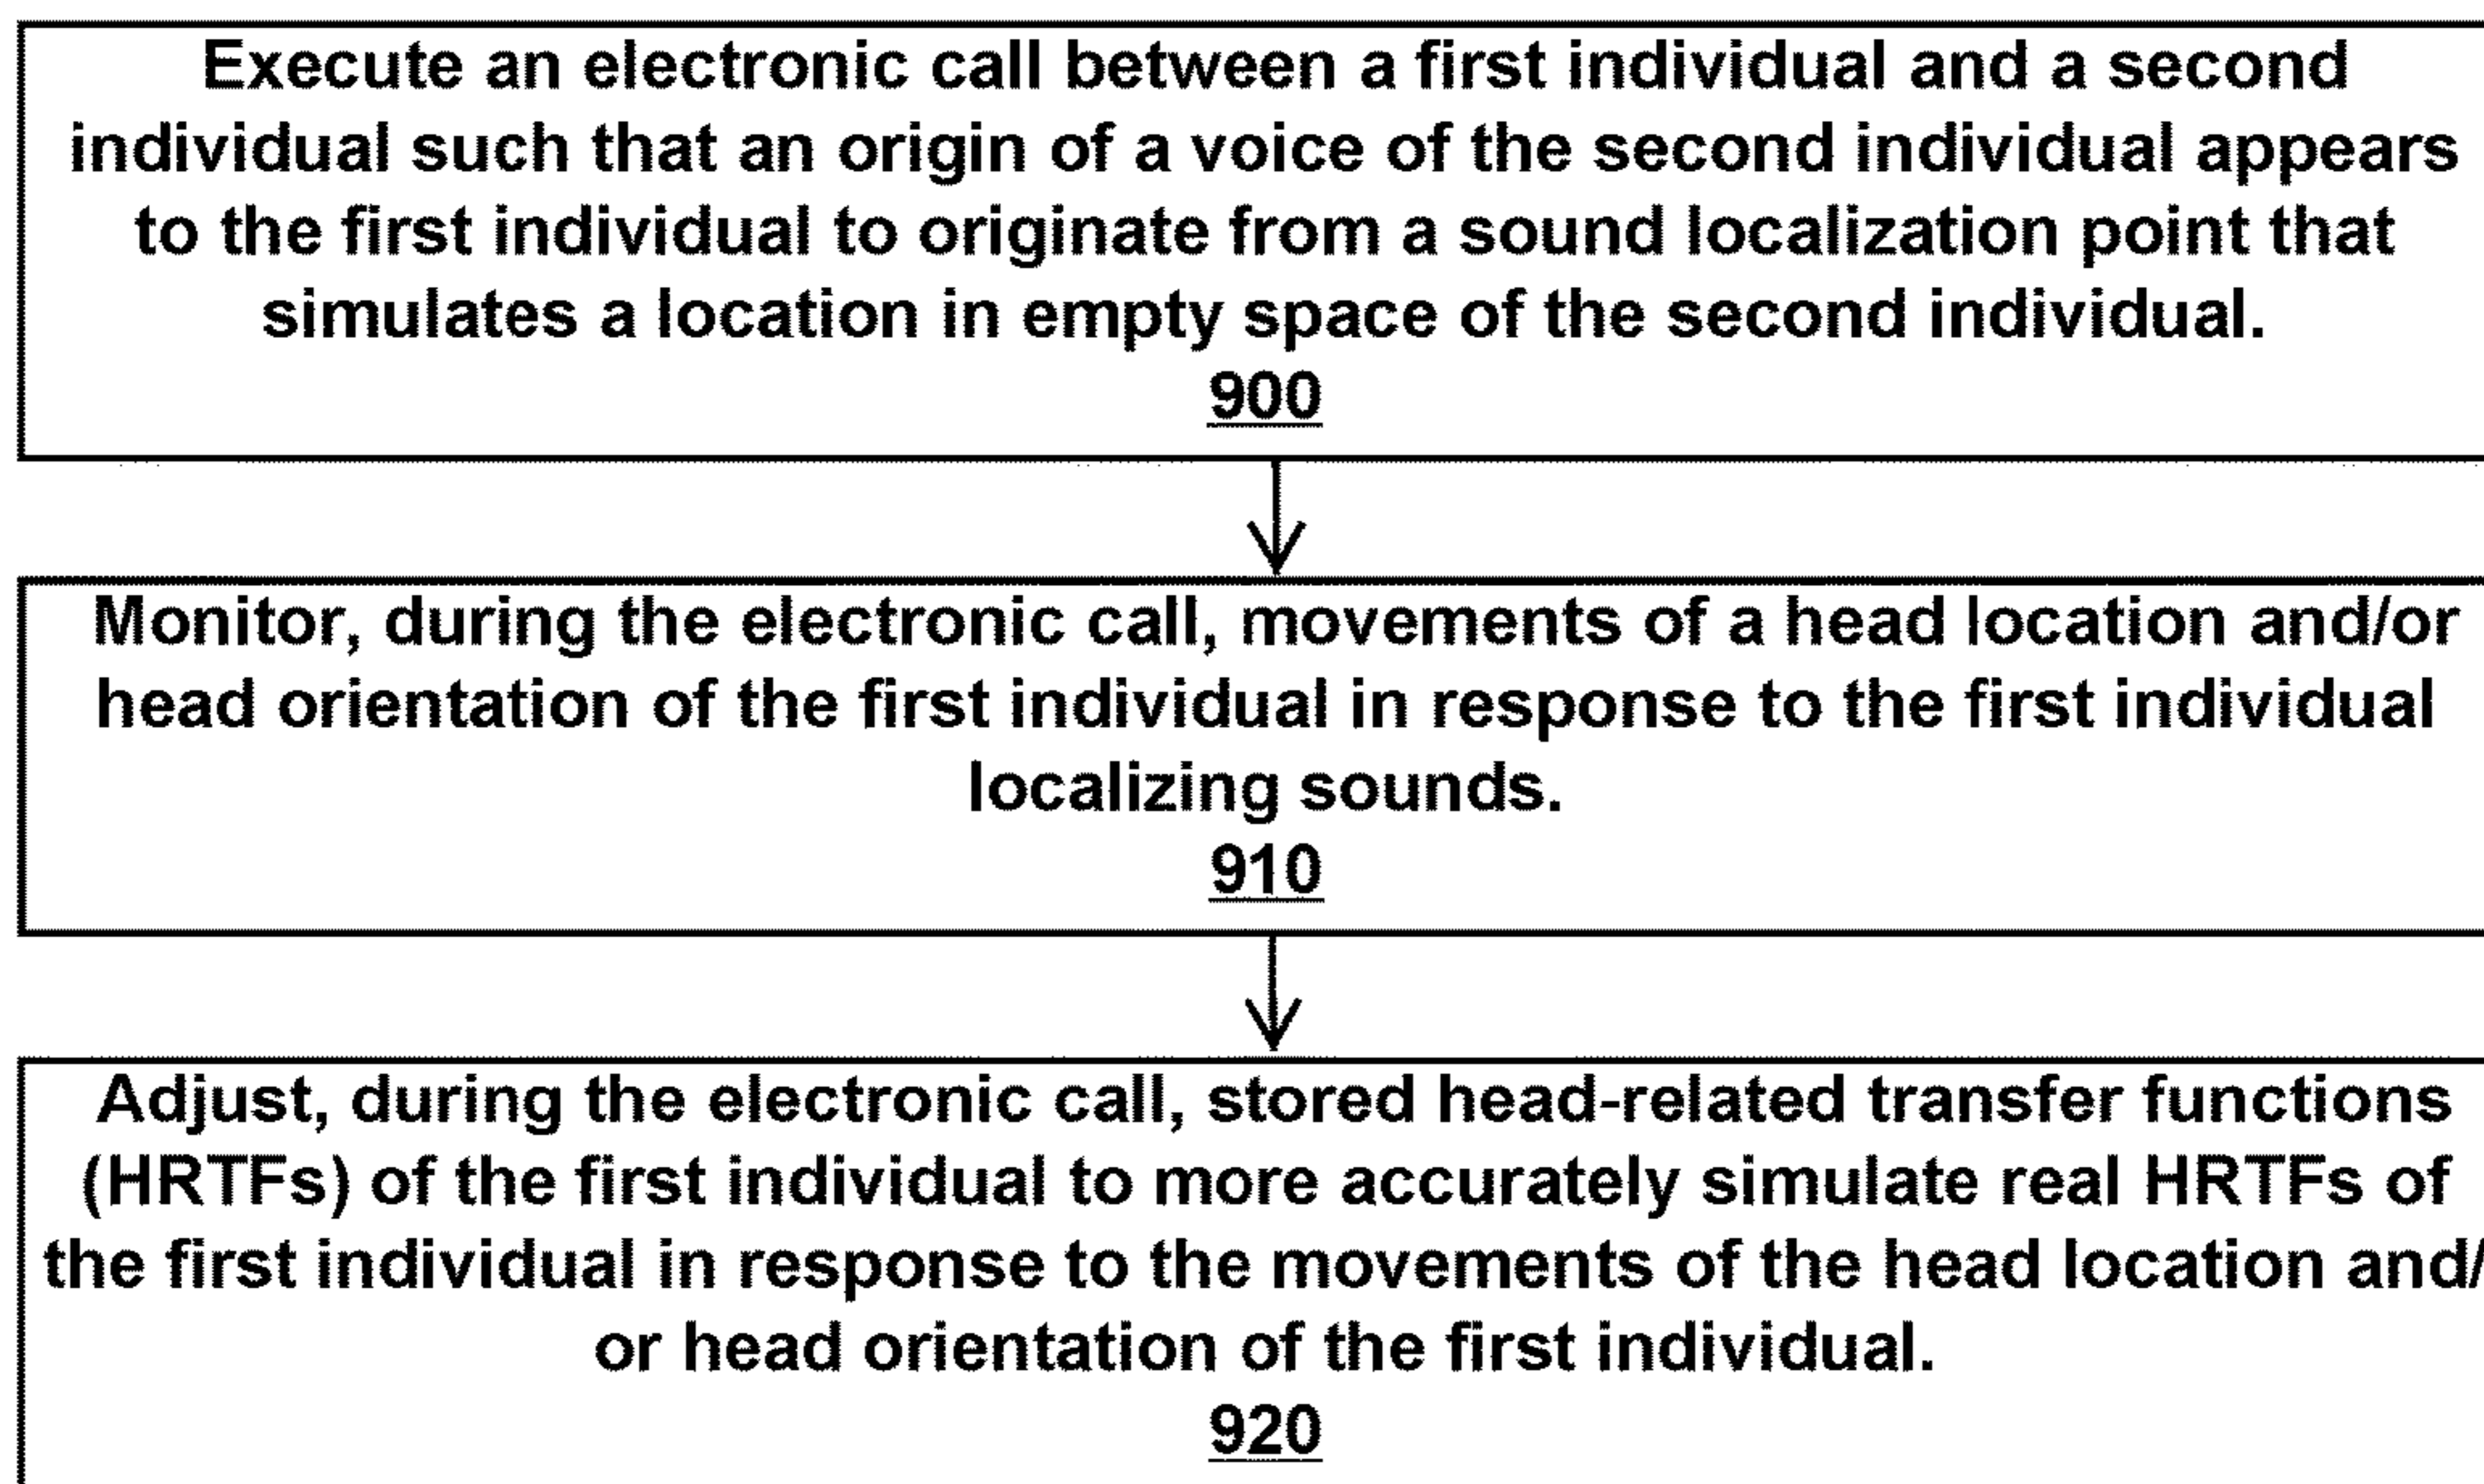 Execute an electronic call between a first individual and a second
individual such that an origin of a voice of the second individual appears
to the first individual to originate from a sound localization point that
simulates a location in empty space of the second individual.
900
Monitor, during the electronic call, movements of a head location and/or
head orientation of the first individual in response to the first individual
localizing sounds.
910
Adjust, during the electronic call, stored head-related transfer functions
(HRTFs) of the first individual to more accurately simulate real HRTFs of
the first individual in response to the movements of the head location and/
or head orientation of the first individual.
920